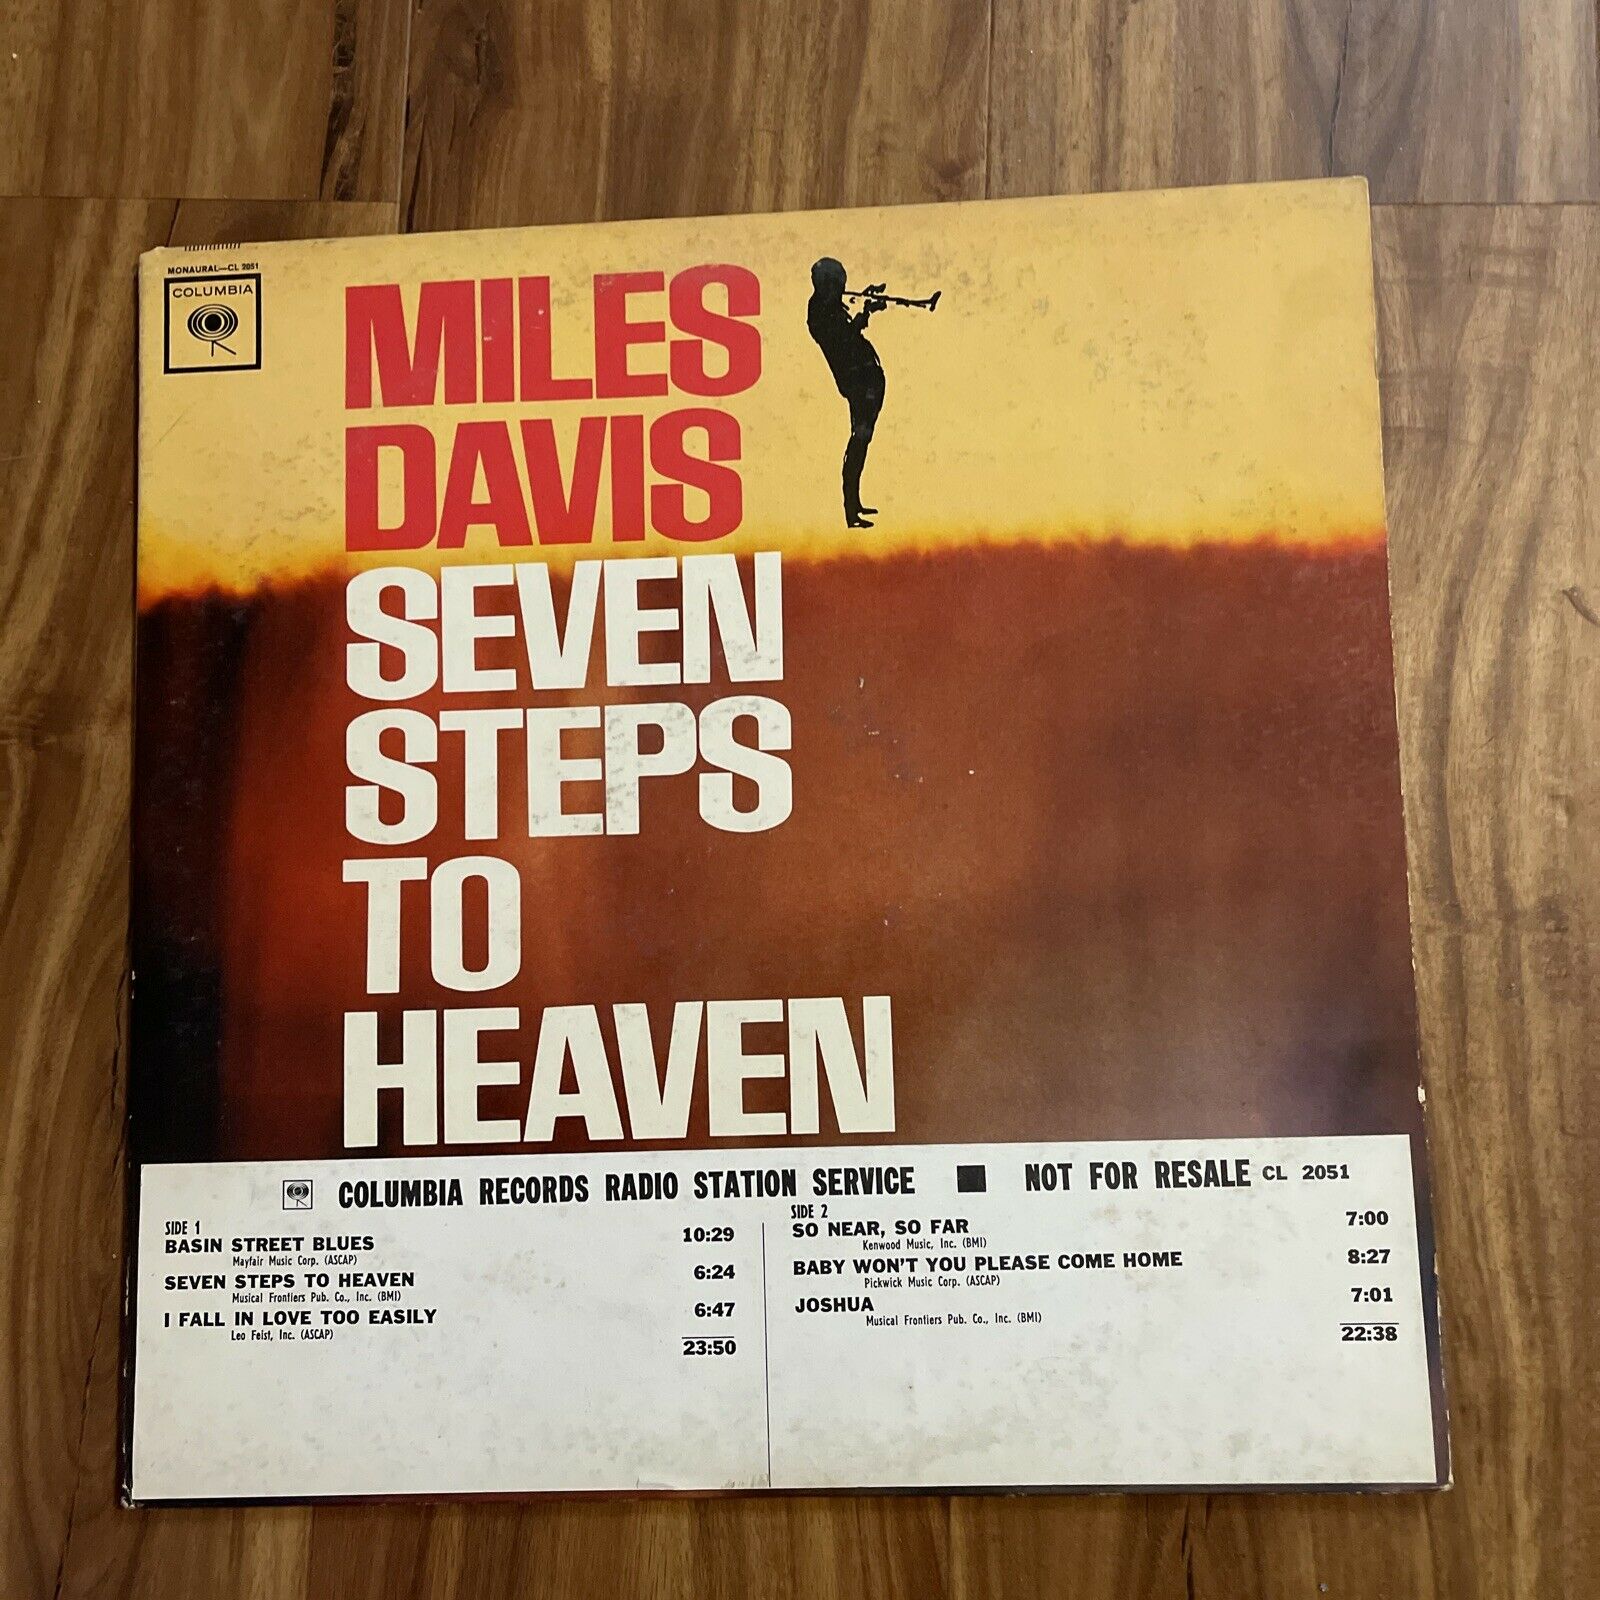 MONAURAL—CL 2051
COLUMBIA
MILES
DAVIS
SEVEN
STEPS
TO
HEAVEN
COLUMBIA RECORDS RADIO STATION SERVICE ■ NOT FOR RESALE CL 2051
SIDE 1
BASIN STREET BLUES 10:29
Mayfair Music Corp. (ASCAP)
SEVEN STEPS TO HEAVEN 6:24
Musical Frontiers Pub. Co., Inc. (BMI)
I FALL IN LOVE TOO EASILY 6:47
Leo Feist, Inc. (ASCAP)
23:50
SIDE 2
SO NEAR, SO FAR 7:00
Kenwood Music, Inc. (BMI)
BABY WON'T YOU PLEASE COME HOME 8:27
Pickwick Music Corp. (ASCAP)
JOSHUA 7:01
Musical Frontiers Pub. Co., Inc. (BMI)
22:38